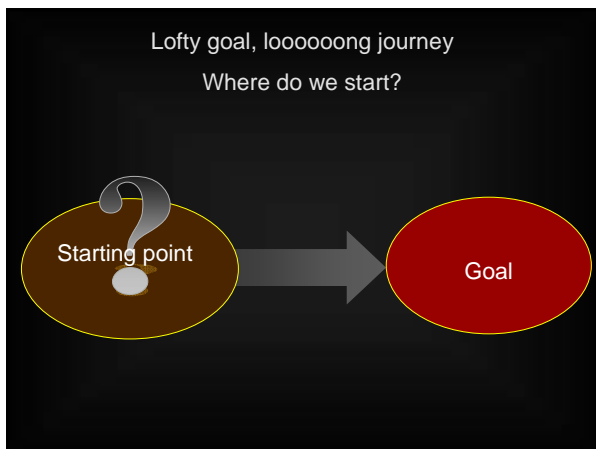 Lofty goal, loooooong journey
Where do we start?
?
Starting point
Goal